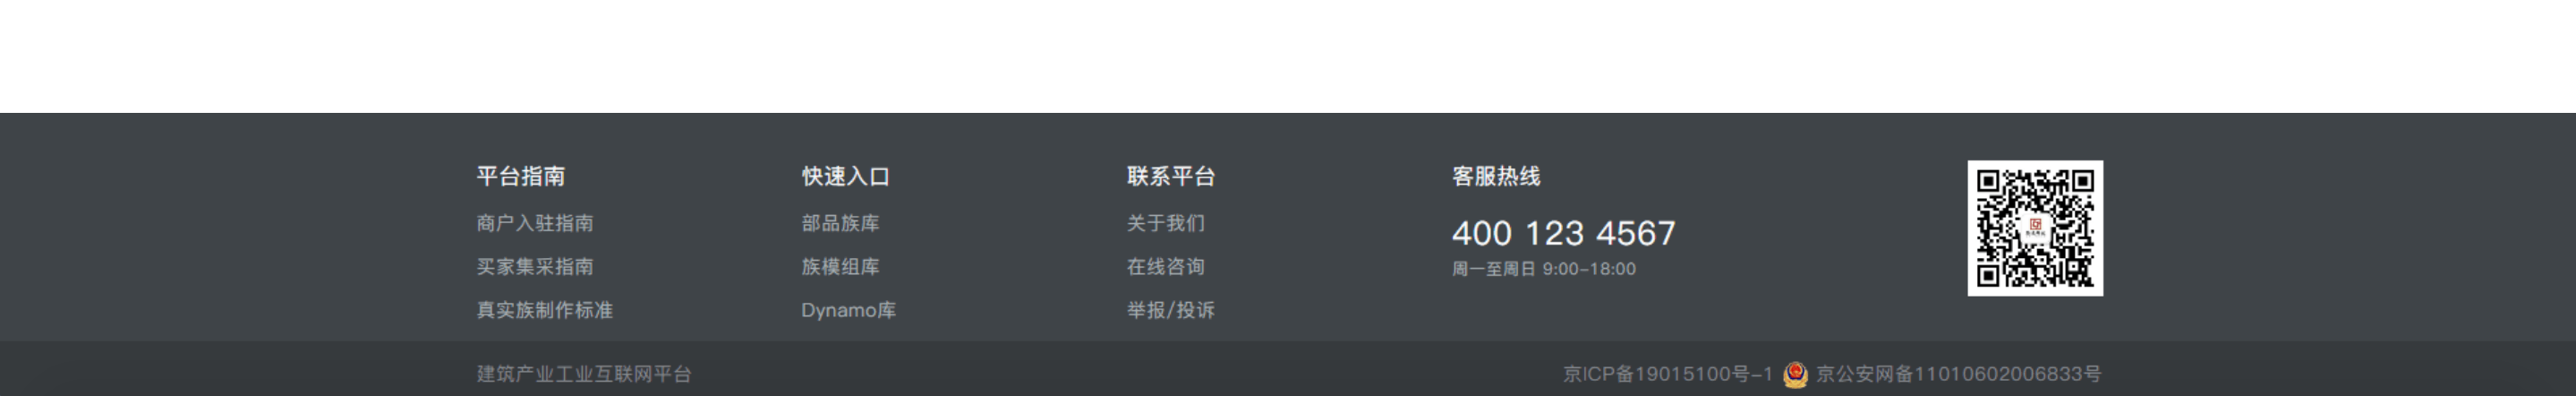 平台指南
商户入驻指南
买家集采指南
真实族制作标准
快速入口
部品族库
族模组库
Dynamo库
联系平台
关于我们
在线咨询
举报/投诉
客服热线
400 123 4567
周一至周日 9:00-18:00
建筑产业工业互联网平台
京ICP备19015100号-1 京公安网备11010602006833号